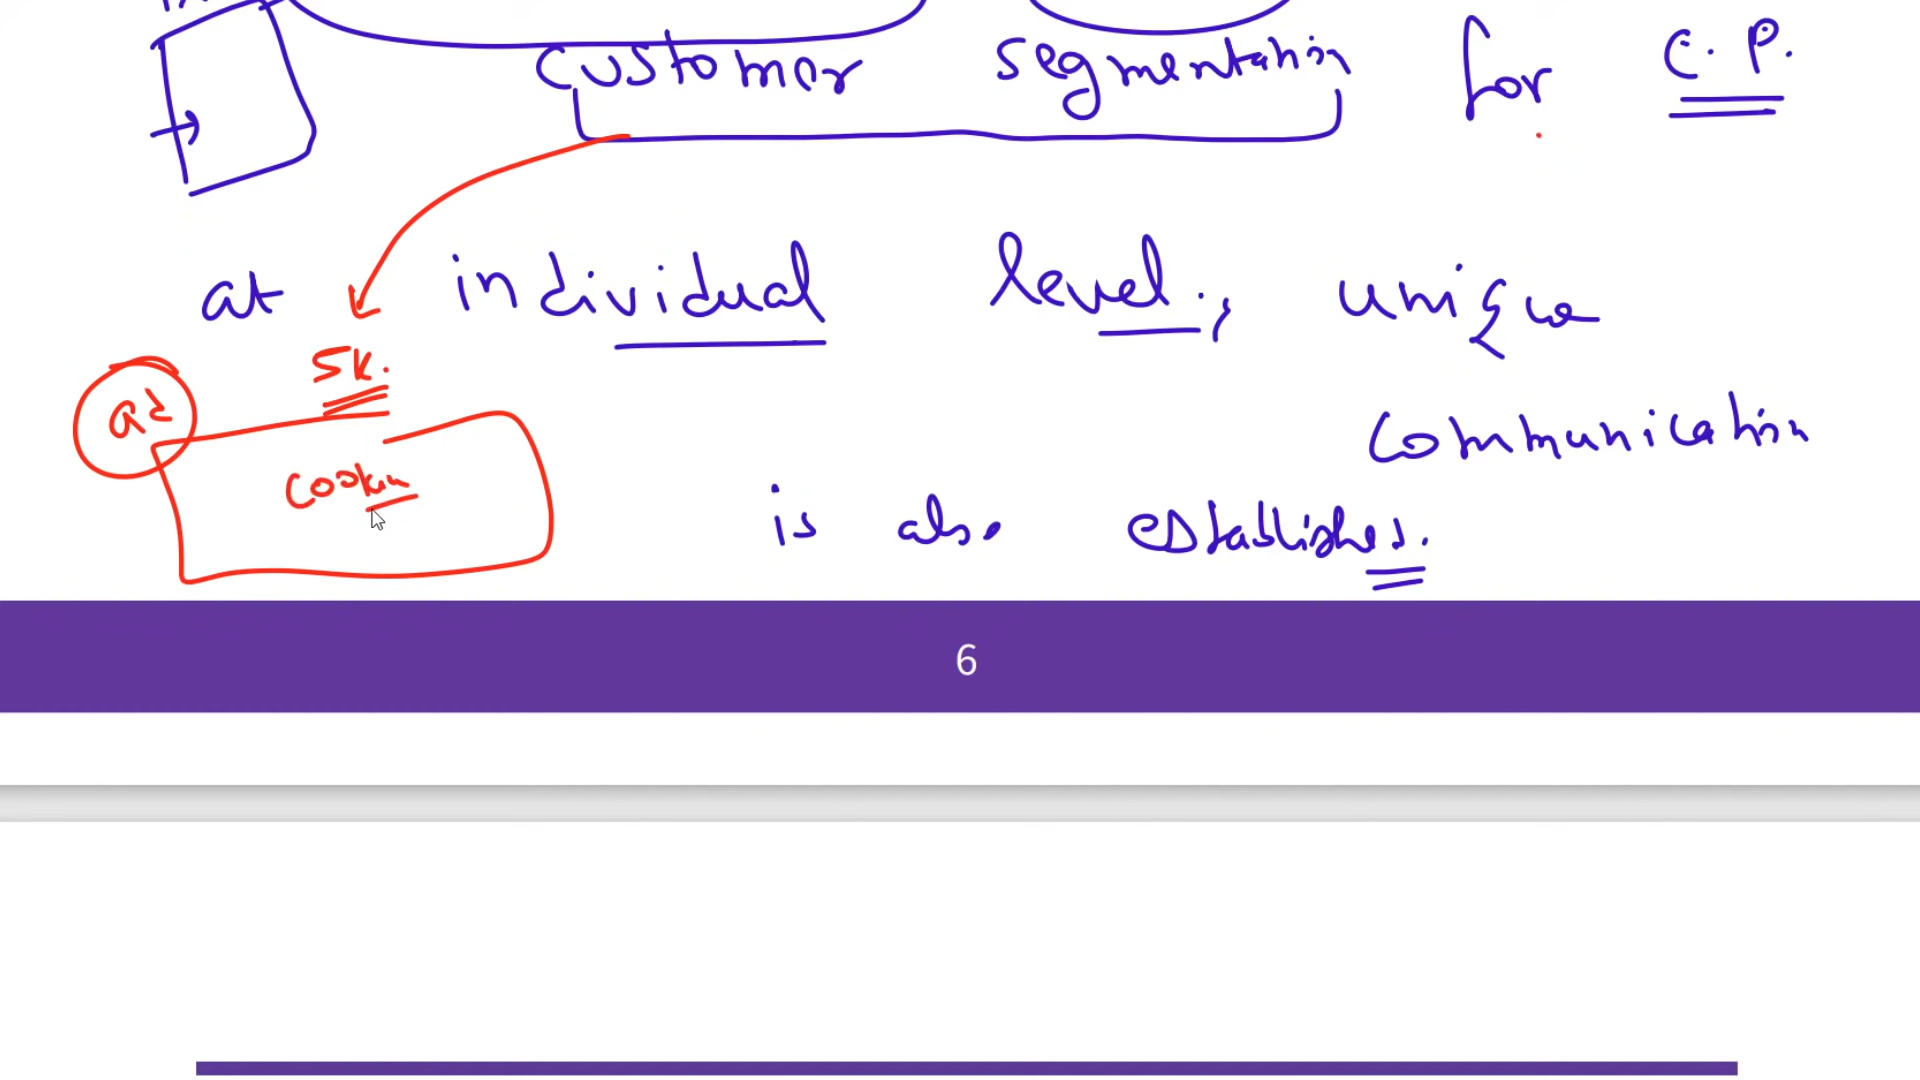 customer segmentation for C.P.
at individual level, unique
5k.
ad
communication
cookie
is also established.
6